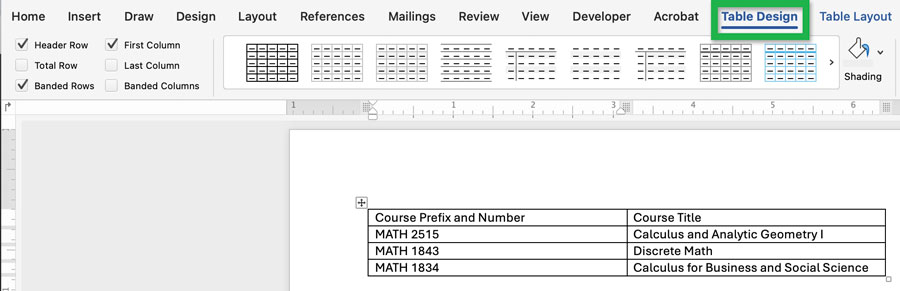 Home Insert Draw Design Layout References Mailings Review View Developer Acrobat Table Design Table Layout
Header Row First Column
Total Row Last Column
Banded Rows Banded Columns
Shading
1 1 2 3 4 5 6
Course Prefix and Number Course Title
MATH 2515 Calculus and Analytic Geometry I
MATH 1843 Discrete Math
MATH 1834 Calculus for Business and Social Science